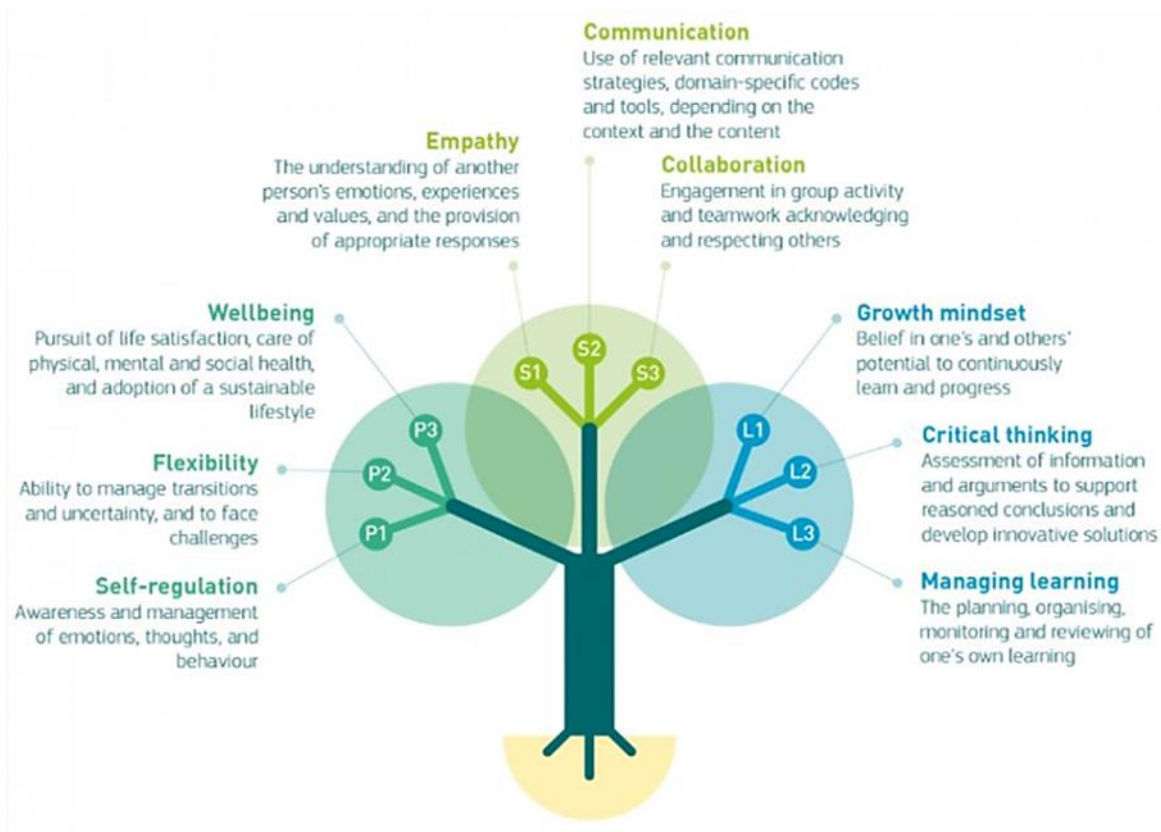 Communication
Use of relevant communication
strategies, domain-specific codes
and tools, depending on the
context and the content
Empathy
The understanding of another
person's emotions, experiences
and values, and the provision
of appropriate responses
Collaboration
Engagement in group activity
and teamwork acknowledging
and respecting others
Wellbeing
Pursuit of life satisfaction, care of
physical, mental and social health,
and adoption of a sustainable
lifestyle
Growth mindset
Belief in one's and others'
potential to continuously
learn and progress
S1
S2
S3
P3
P2
P1
L1
L2
L3
Flexibility
Ability to manage transitions
and uncertainty, and to face
challenges
Critical thinking
Assessment of information
and arguments to support
reasoned conclusions and
develop innovative solutions
Self-regulation
Awareness and management
of emotions, thoughts, and
behaviour
Managing learning
The planning, organising,
monitoring and reviewing of
one's own learning